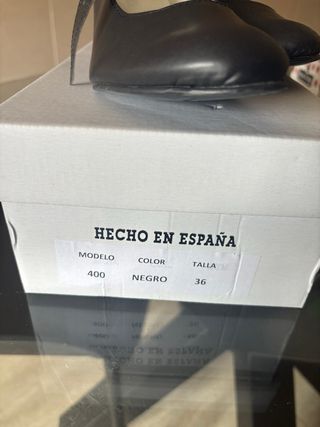 HECHO EN ESPAÑA
MODELO COLOR TALLA
400 NEGRO 36